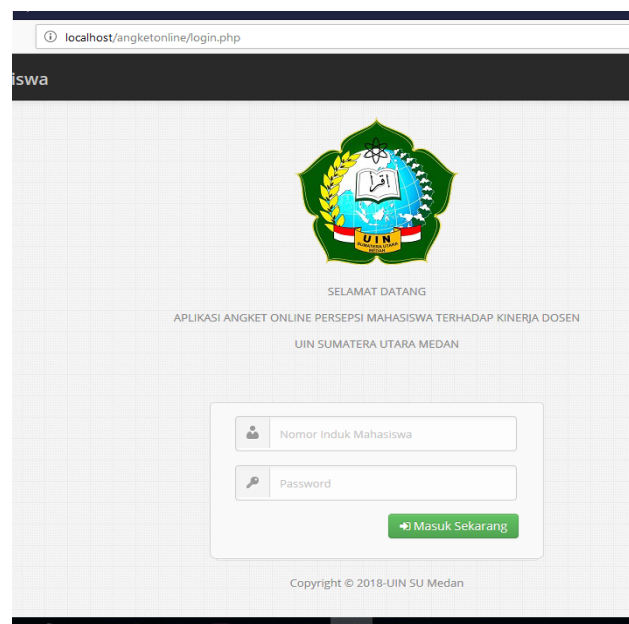 localhost/angketonline/login.php
iswa
اقرأ
UIN
SUMATERA UTARA
MEDAN
SELAMAT DATANG
APLIKASI ANGKET ONLINE PERSEPSI MAHASISWA TERHADAP KINERJA DOSEN
UIN SUMATERA UTARA MEDAN
Nomor Induk Mahasiswa
Password
Masuk Sekarang
Copyright © 2018-UIN SU Medan